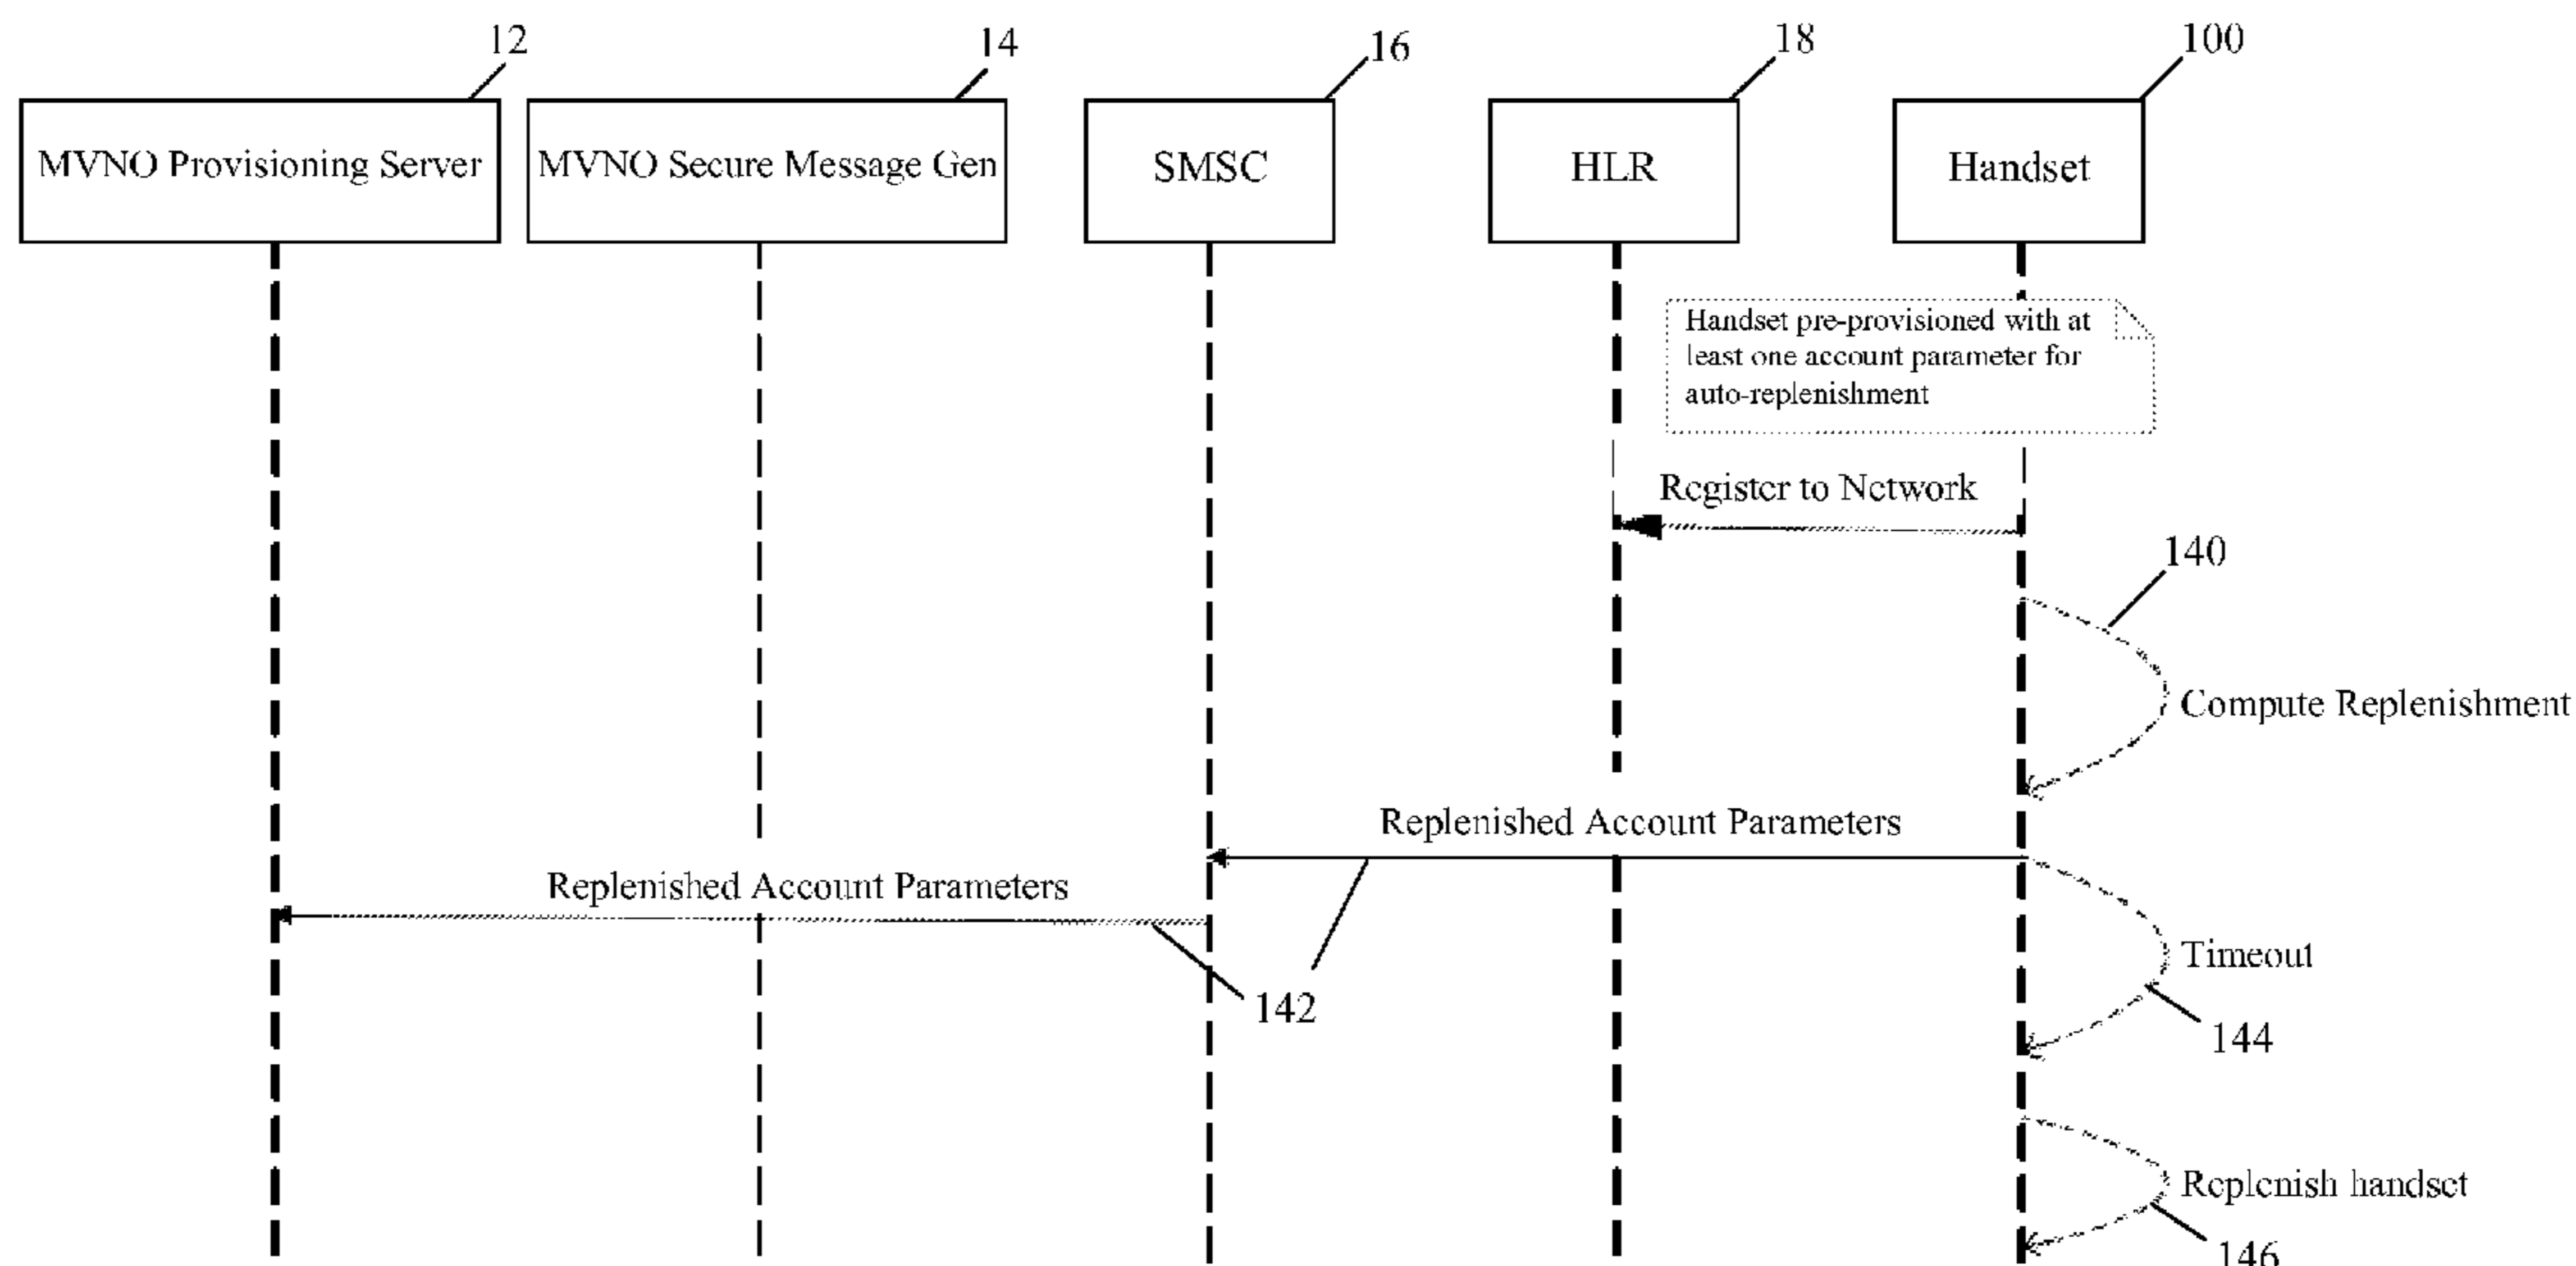 12
14
16
18
100
MVNO Provisioning Server
MVNO Secure Message Gen
SMSC
HLR
Handset
Handset pre-provisioned with at
least one account parameter for
auto-replenishment
Register to Network
140
Compute Replenishment
Replenished Account Parameters
Replenished Account Parameters
Timeout
142
144
Replenish handset
146